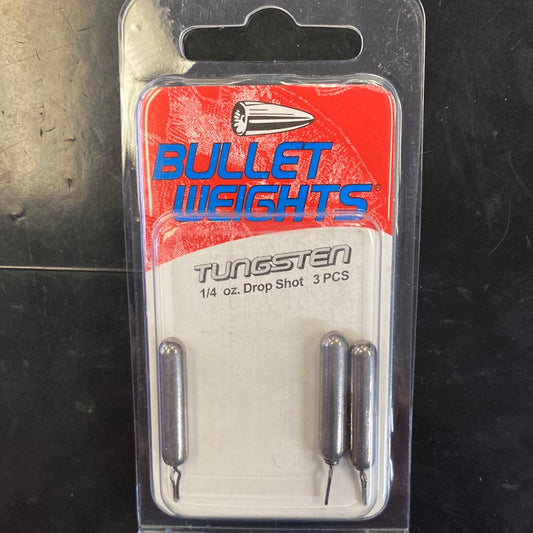 BULLET
WEIGHTS®
TUNGSTEN
1/4 oz. Drop Shot 3 PCS